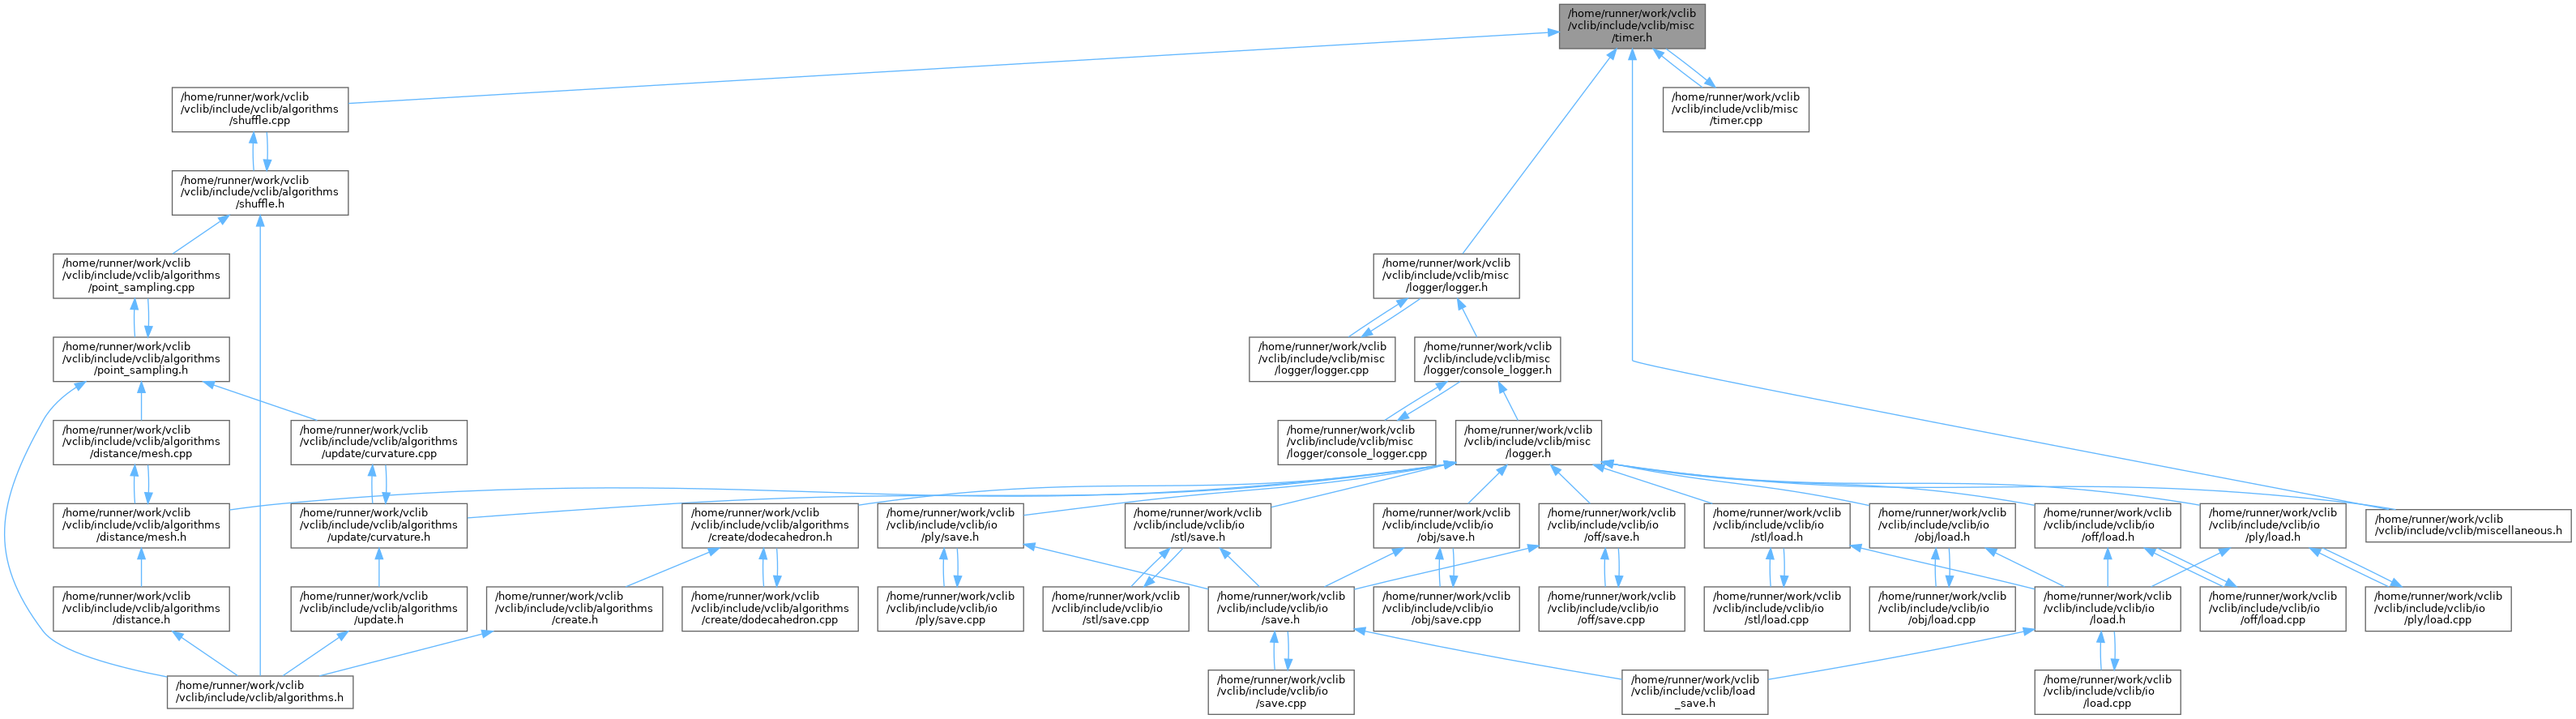 /home/runner/work/vclib
/vclib/include/vclib/misc
/timer.h
/home/runner/work/vclib
/vclib/include/vclib/algorithms
/shuffle.cpp
/home/runner/work/vclib
/vclib/include/vclib/misc
/timer.cpp
/home/runner/work/vclib
/vclib/include/vclib/algorithms
/shuffle.h
/home/runner/work/vclib
/vclib/include/vclib/algorithms
/point_sampling.cpp
/home/runner/work/vclib
/vclib/include/vclib/misc
/logger/logger.h
/home/runner/work/vclib
/vclib/include/vclib/algorithms
/point_sampling.h
/home/runner/work/vclib
/vclib/include/vclib/misc
/logger/logger.cpp
/home/runner/work/vclib
/vclib/include/vclib/misc
/logger/console_logger.h
/home/runner/work/vclib
/vclib/include/vclib/algorithms
/distance/mesh.cpp
/home/runner/work/vclib
/vclib/include/vclib/algorithms
/update/curvature.cpp
/home/runner/work/vclib
/vclib/include/vclib/misc
/logger/console_logger.cpp
/home/runner/work/vclib
/vclib/include/vclib/misc
/logger.h
/home/runner/work/vclib
/vclib/include/vclib/algorithms
/distance/mesh.h
/home/runner/work/vclib
/vclib/include/vclib/algorithms
/update/curvature.h
/home/runner/work/vclib
/vclib/include/vclib/algorithms
/create/dodecahedron.h
/home/runner/work/vclib
/vclib/include/vclib/io
/ply/save.h
/home/runner/work/vclib
/vclib/include/vclib/io
/stl/save.h
/home/runner/work/vclib
/vclib/include/vclib/io
/obj/save.h
/home/runner/work/vclib
/vclib/include/vclib/io
/off/save.h
/home/runner/work/vclib
/vclib/include/vclib/io
/stl/load.h
/home/runner/work/vclib
/vclib/include/vclib/io
/obj/load.h
/home/runner/work/vclib
/vclib/include/vclib/io
/off/load.h
/home/runner/work/vclib
/vclib/include/vclib/io
/ply/load.h
/home/runner/work/vclib
/vclib/include/vclib/miscellaneous.h
/home/runner/work/vclib
/vclib/include/vclib/algorithms
/distance.h
/home/runner/work/vclib
/vclib/include/vclib/algorithms
/update.h
/home/runner/work/vclib
/vclib/include/vclib/algorithms
/create.h
/home/runner/work/vclib
/vclib/include/vclib/algorithms
/create/dodecahedron.cpp
/home/runner/work/vclib
/vclib/include/vclib/io
/ply/save.cpp
/home/runner/work/vclib
/vclib/include/vclib/io
/stl/save.cpp
/home/runner/work/vclib
/vclib/include/vclib/io
/save.h
/home/runner/work/vclib
/vclib/include/vclib/io
/obj/save.cpp
/home/runner/work/vclib
/vclib/include/vclib/io
/off/save.cpp
/home/runner/work/vclib
/vclib/include/vclib/io
/stl/load.cpp
/home/runner/work/vclib
/vclib/include/vclib/io
/obj/load.cpp
/home/runner/work/vclib
/vclib/include/vclib/io
/load.h
/home/runner/work/vclib
/vclib/include/vclib/io
/off/load.cpp
/home/runner/work/vclib
/vclib/include/vclib/io
/ply/load.cpp
/home/runner/work/vclib
/vclib/include/vclib/algorithms.h
/home/runner/work/vclib
/vclib/include/vclib/io
/save.cpp
/home/runner/work/vclib
/vclib/include/vclib/load
_save.h
/home/runner/work/vclib
/vclib/include/vclib/io
/load.cpp